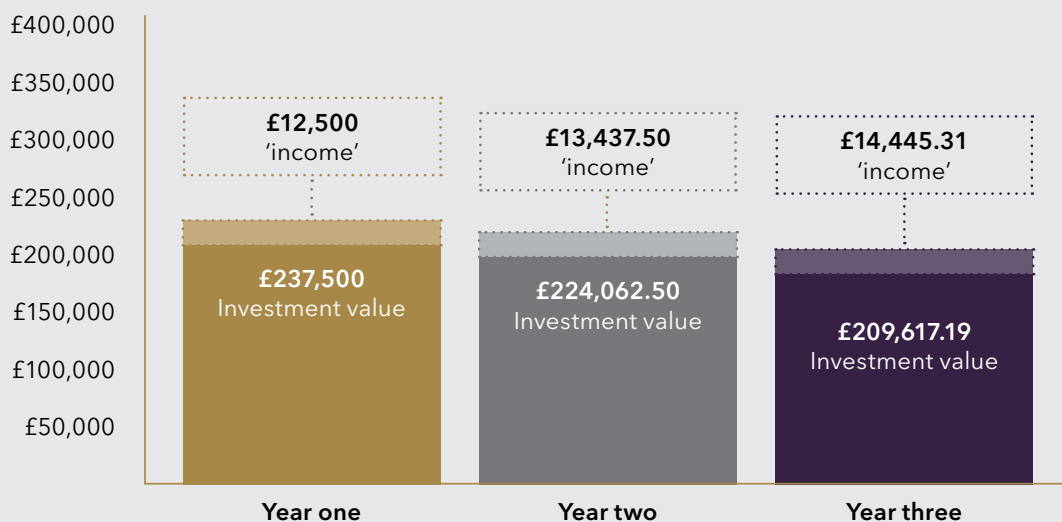 £400,000
£350,000
£300,000
£250,000
£200,000
£150,000
£100,000
£50,000
£12,500
'income'
£237,500
Investment value
Year one
£13,437.50
'income'
£224,062.50
Investment value
Year two
£14,445.31
'income'
£209,617.19
Investment value
Year three